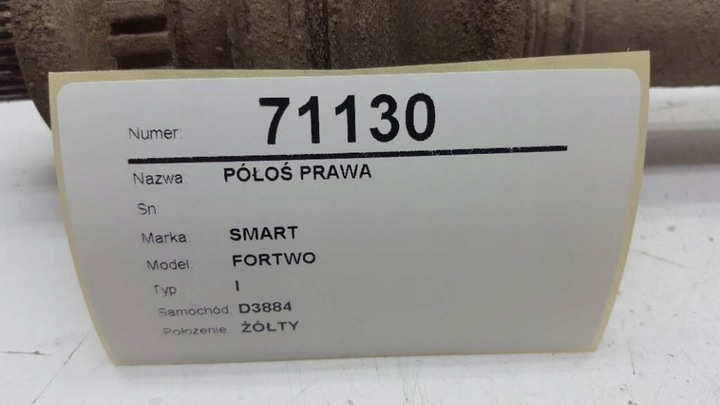 Numer: 71130
Nazwa: PÓŁOŚ PRAWA
Sn
Marka: SMART
Model: FORTWO
Typ I
Samochód: D3884
Położenie: ŻÓŁTY